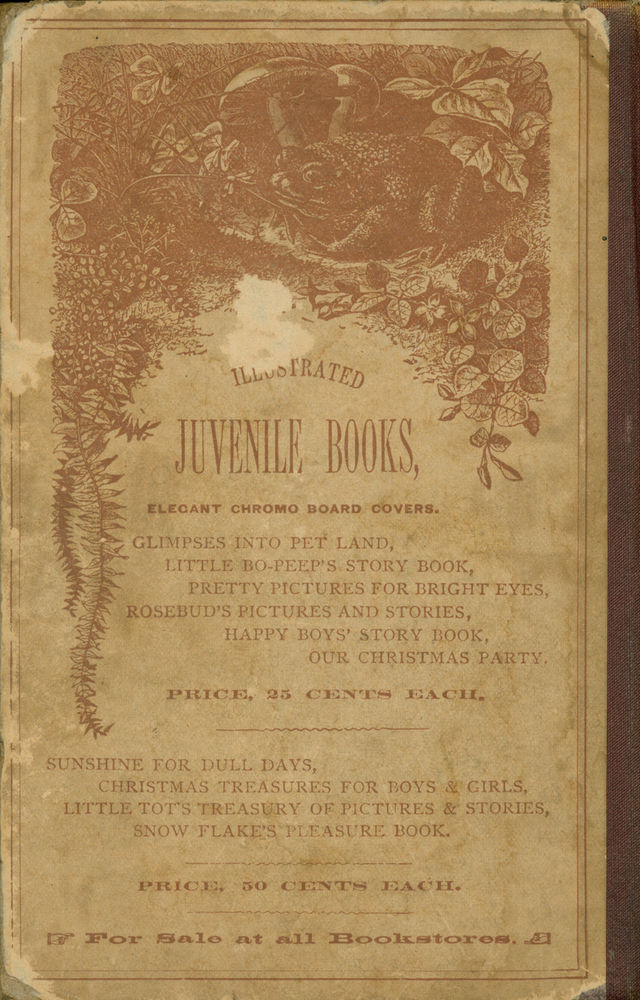 ILLUSTRATED
JUVENILE BOOKS,
ELEGANT CHROMO BOARD COVERS.
GLIMPSES INTO PET LAND,
LITTLE BO-PEEP'S STORY BOOK,
PRETTY PICTURES FOR BRIGHT EYES,
ROSEBUD'S PICTURES AND STORIES,
HAPPY BOYS' STORY BOOK,
OUR CHRISTMAS PARTY.
PRICE, 25 CENTS EACH.
SUNSHINE FOR DULL DAYS,
CHRISTMAS TREASURES FOR BOYS & GIRLS,
LITTLE TOT'S TREASURY OF PICTURES & STORIES,
SNOW FLAKE'S PLEASURE BOOK.
PRICE, 50 CENTS EACH.
For Sale at all Bookstores.